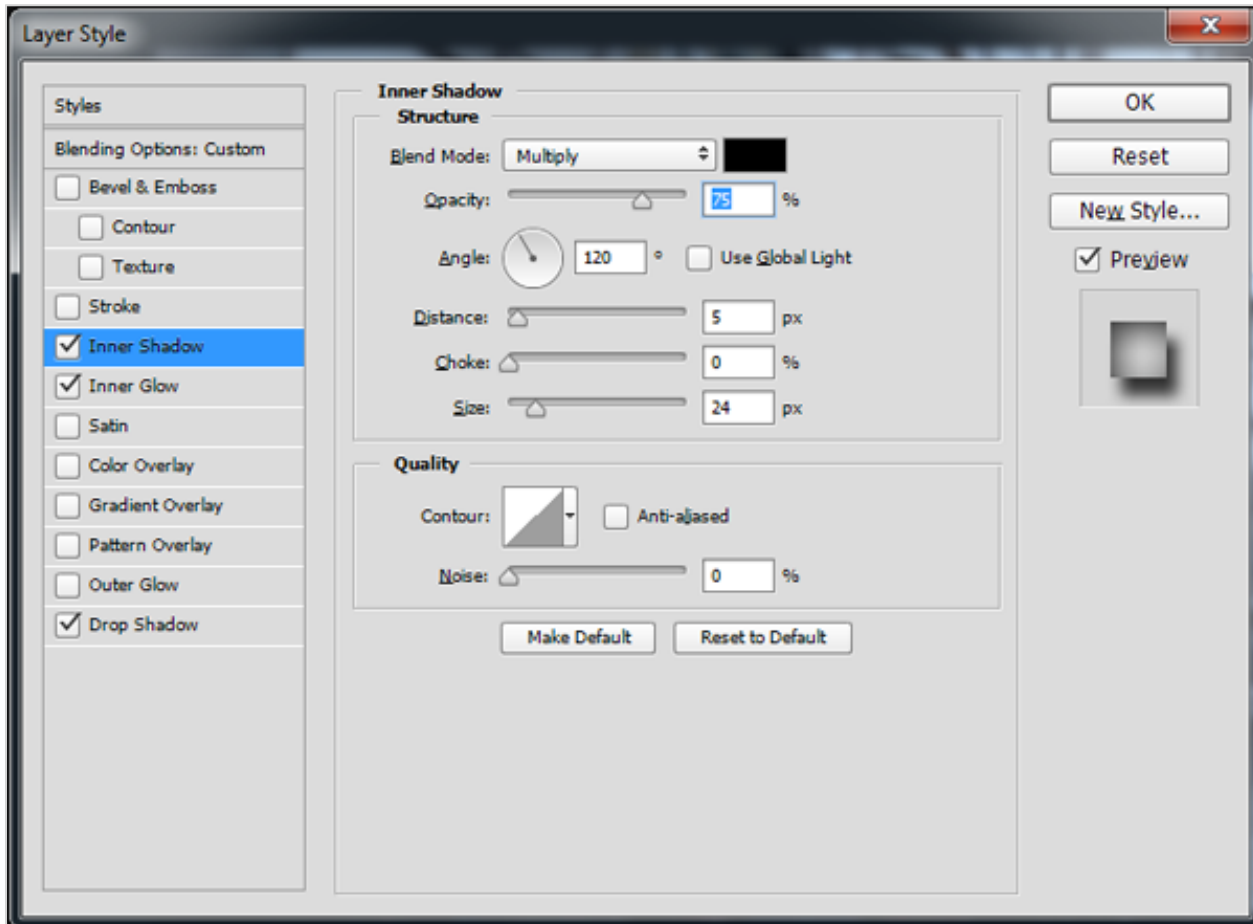 Layer Style
Styles
Blending Options: Custom
Bevel & Emboss
Contour
Texture
Stroke
Inner Shadow
Inner Glow
Satin
Color Overlay
Gradient Overlay
Pattern Overlay
Outer Glow
Drop Shadow
Inner Shadow
Structure
Blend Mode: Multiply
Opacity: 75 %
Angle: 120 ° Use Global Light
Distance: 5 px
Choke: 0 %
Size: 24 px
Quality
Contour: Anti-aliased
Noise: 0 %
Make Default Reset to Default
OK
Reset
New Style...
Preview